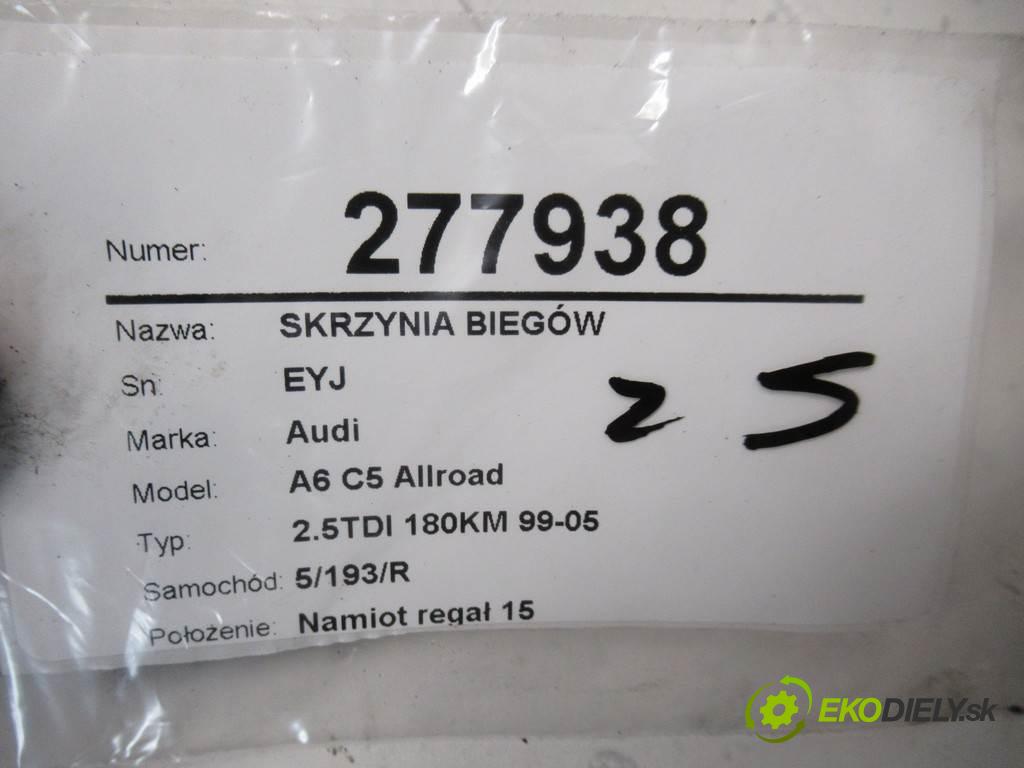 Numer: 277938
Nazwa: SKRZYNIA BIEGÓW
Sn: EYJ
Marka: Audi
Model: A6 C5 Allroad
Typ: 2.5TDI 180KM 99-05
Samochód: 5/193/R
Położenie: Namiot regał 15
25
EKODIELY.sk